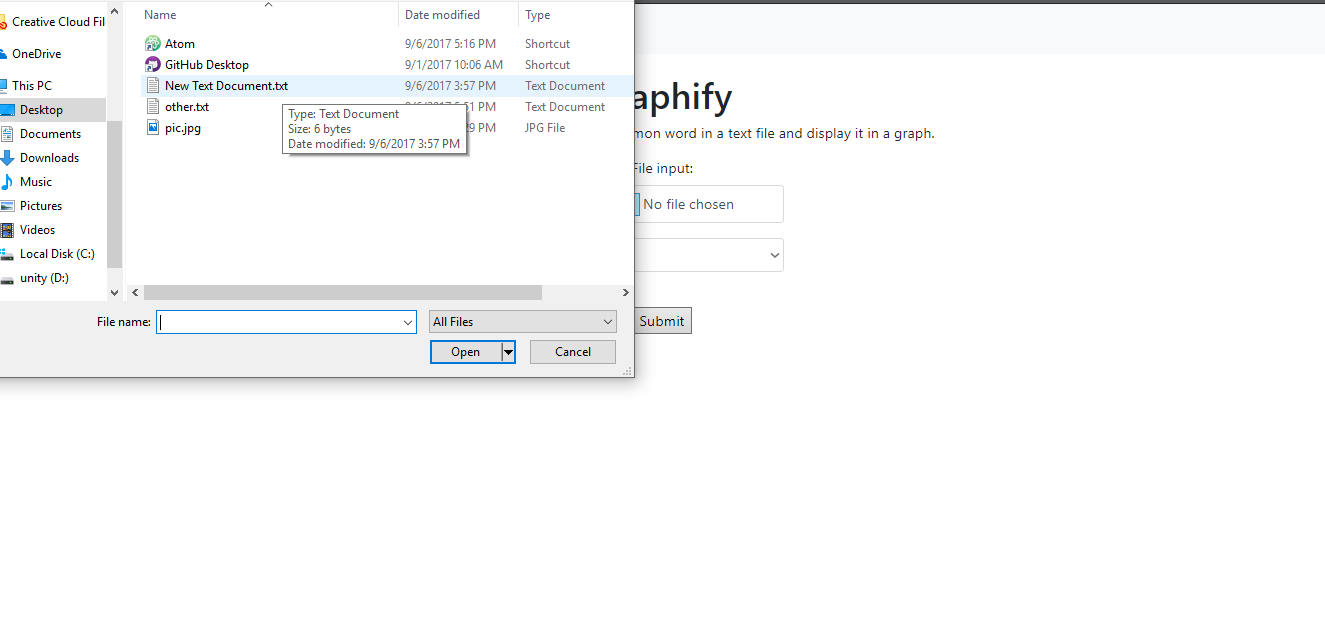 Name Date modified Type
Creative Cloud Fil
OneDrive
This PC
Desktop
Documents
Downloads
Music
Pictures
Videos
Local Disk (C:)
unity (D:)
Atom 9/6/2017 5:16 PM Shortcut
GitHub Desktop 9/1/2017 10:06 AM Shortcut
New Text Document.txt 9/6/2017 3:57 PM Text Document
other.txt 51 PM Text Document
pic.jpg 29 PM JPG File
Type: Text Document
Size: 6 bytes
Date modified: 9/6/2017 3:57 PM
File name:
All Files
Open
Cancel
aphify
mon word in a text file and display it in a graph.
File input:
No file chosen
Submit